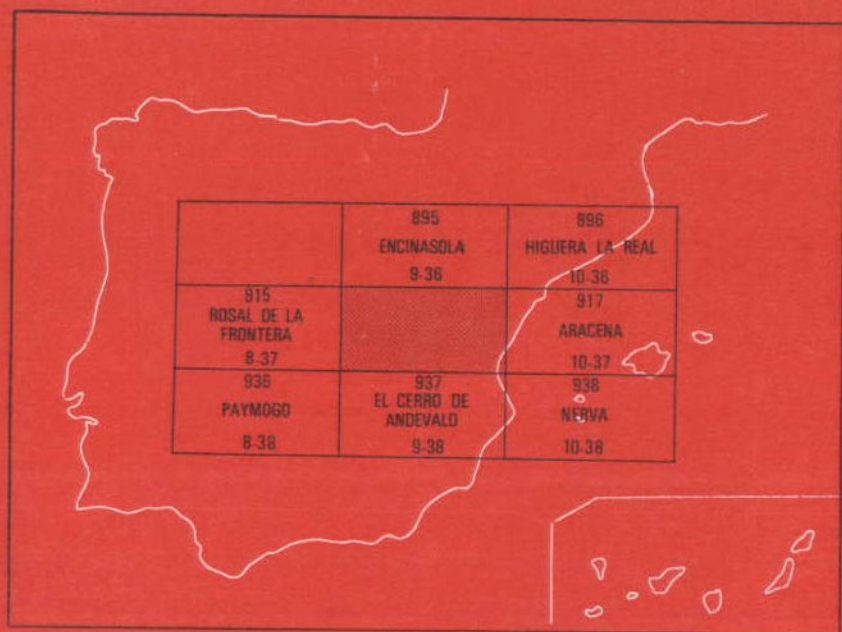 895
ENCINASOLA
9-36
896
HIGUERA LA REAL
10-36
915
ROSAL DE LA
FRONTERA
8-37
917
ARACENA
10-37
936
PAYMOGO
8-38
937
EL CERRO DE
ANDEVALO
9-38
938
NERVA
10-38